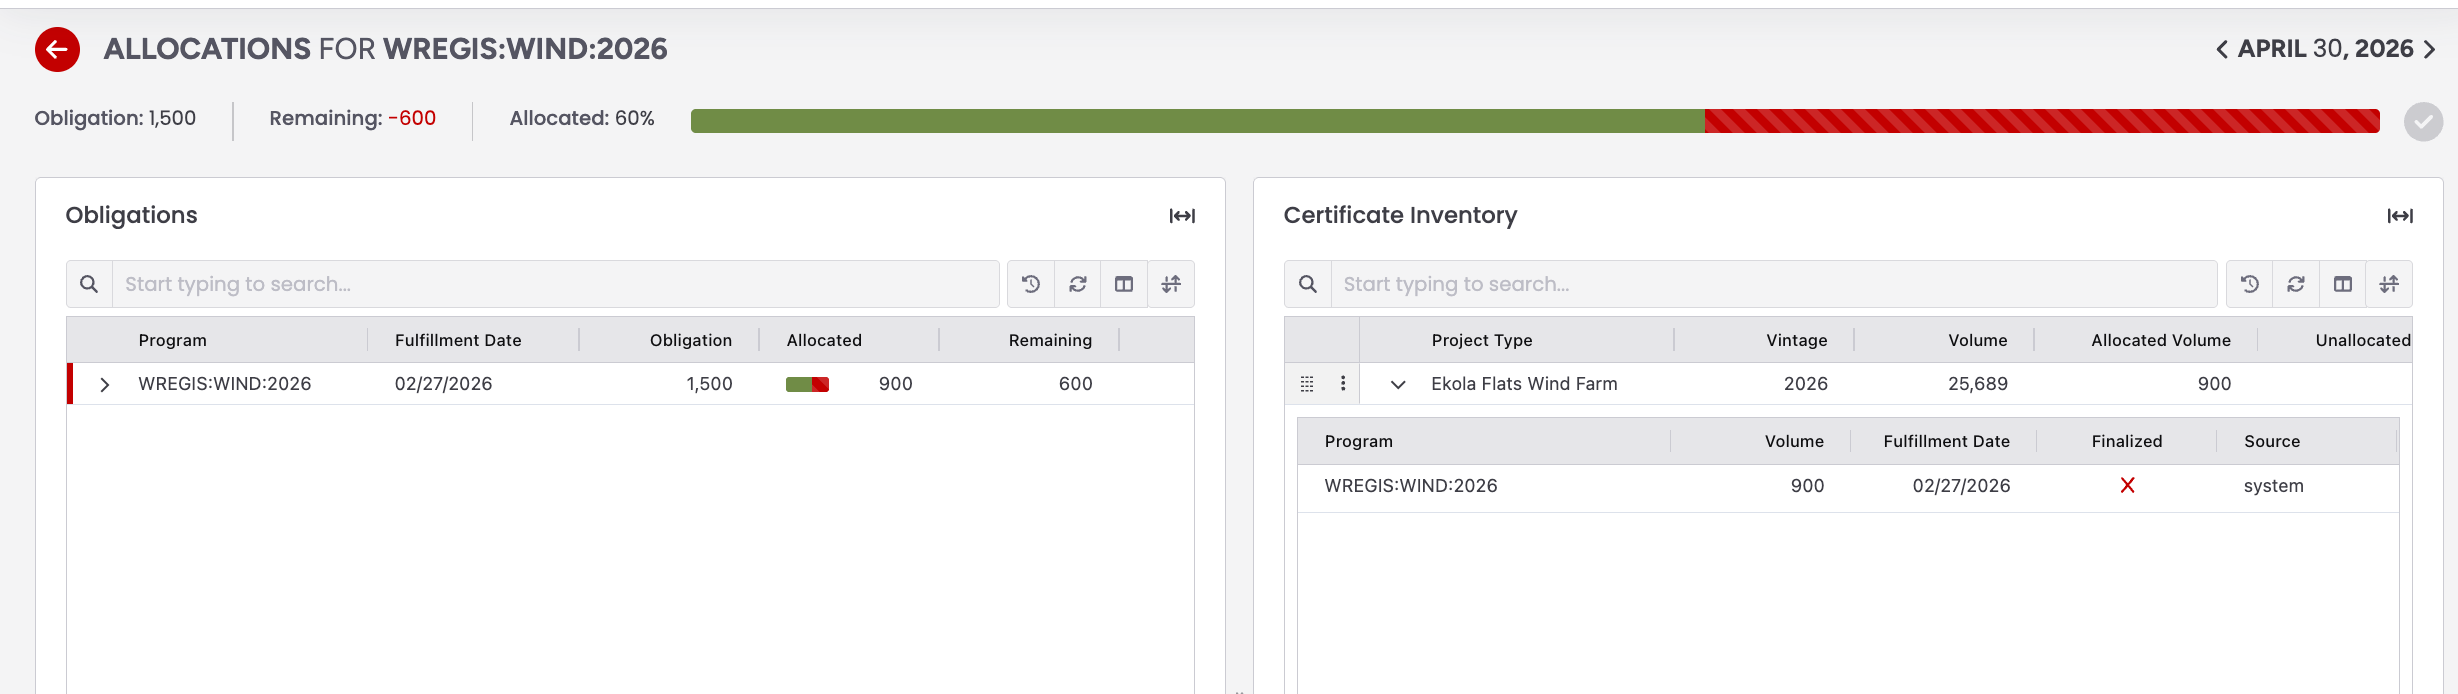 ALLOCATIONS FOR WREGIS:WIND:2026
APRIL 30, 2026
Obligation: 1,500
Remaining: -600
Allocated: 60%
Obligations
Start typing to search...
Program Fulfillment Date Obligation Allocated Remaining
WREGIS:WIND:2026 02/27/2026 1,500 900 600
Certificate Inventory
Start typing to search...
Project Type Vintage Volume Allocated Volume Unallocated
Ekola Flats Wind Farm 2026 25,689 900
Program Volume Fulfillment Date Finalized Source
WREGIS:WIND:2026 900 02/27/2026 system